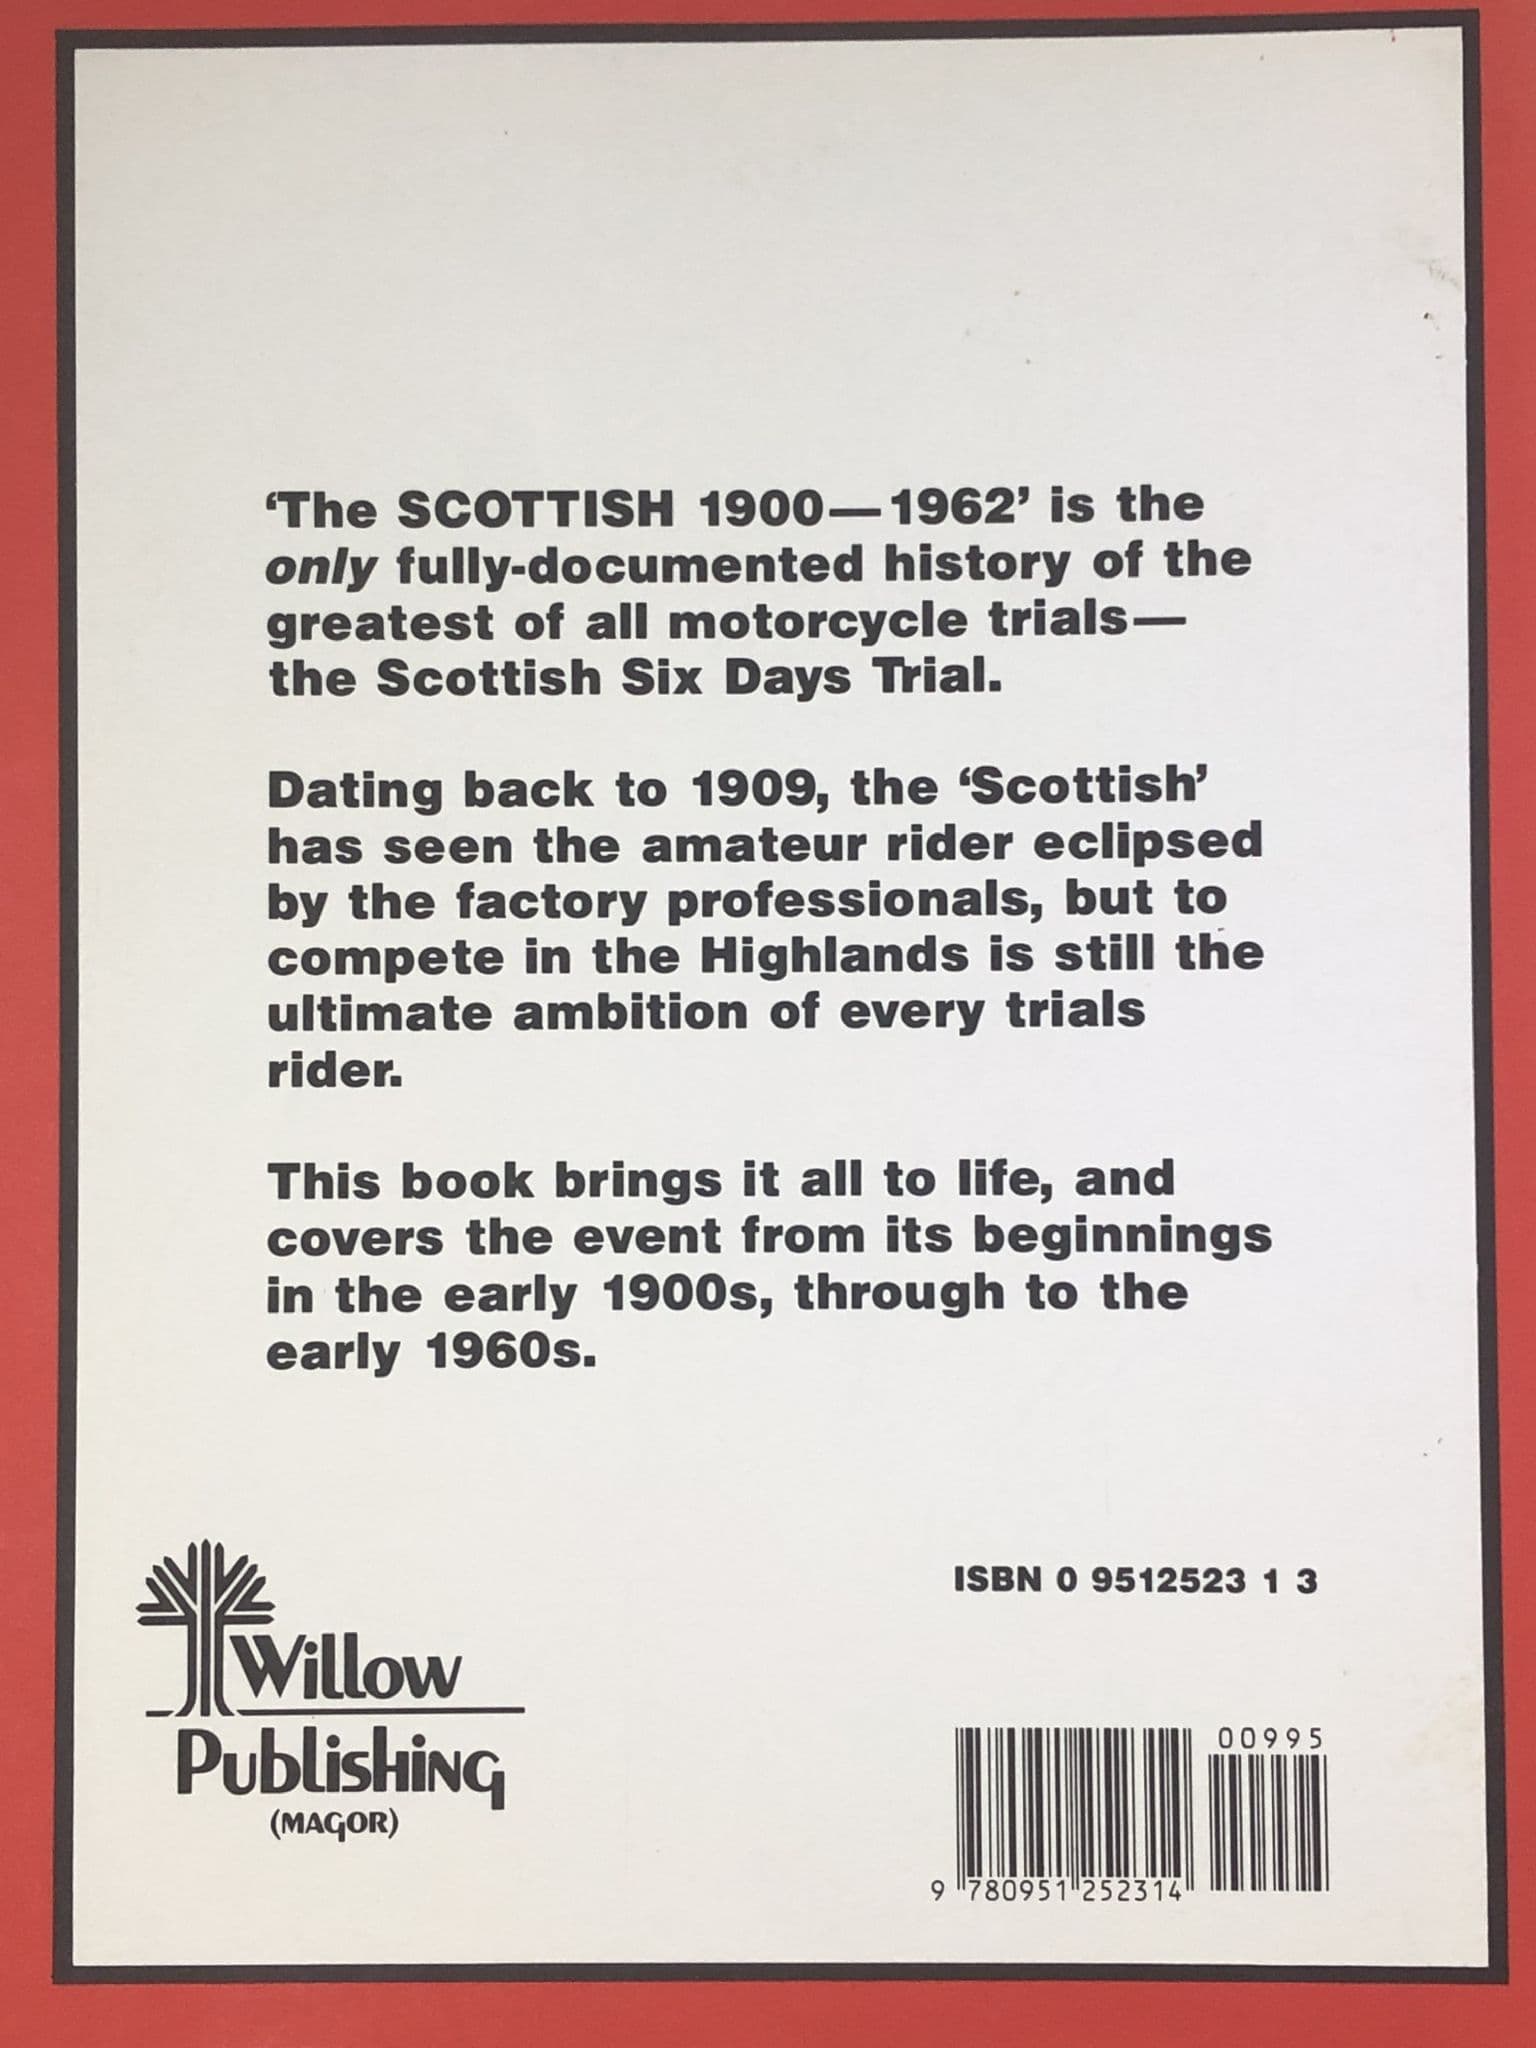 ‘The SCOTTISH 1900—1962’ is the
only fully-documented history of the
greatest of all motorcycle trials—
the Scottish Six Days Trial.
Dating back to 1909, the ‘Scottish’
has seen the amateur rider eclipsed
by the factory professionals, but to
compete in the Highlands is still the
ultimate ambition of every trials
rider.
This book brings it all to life, and
covers the event from its beginnings
in the early 1900s, through to the
early 1960s.
Willow
Publishing
(MAGOR)
ISBN 0 9512523 1 3
00995
9 780951 252314